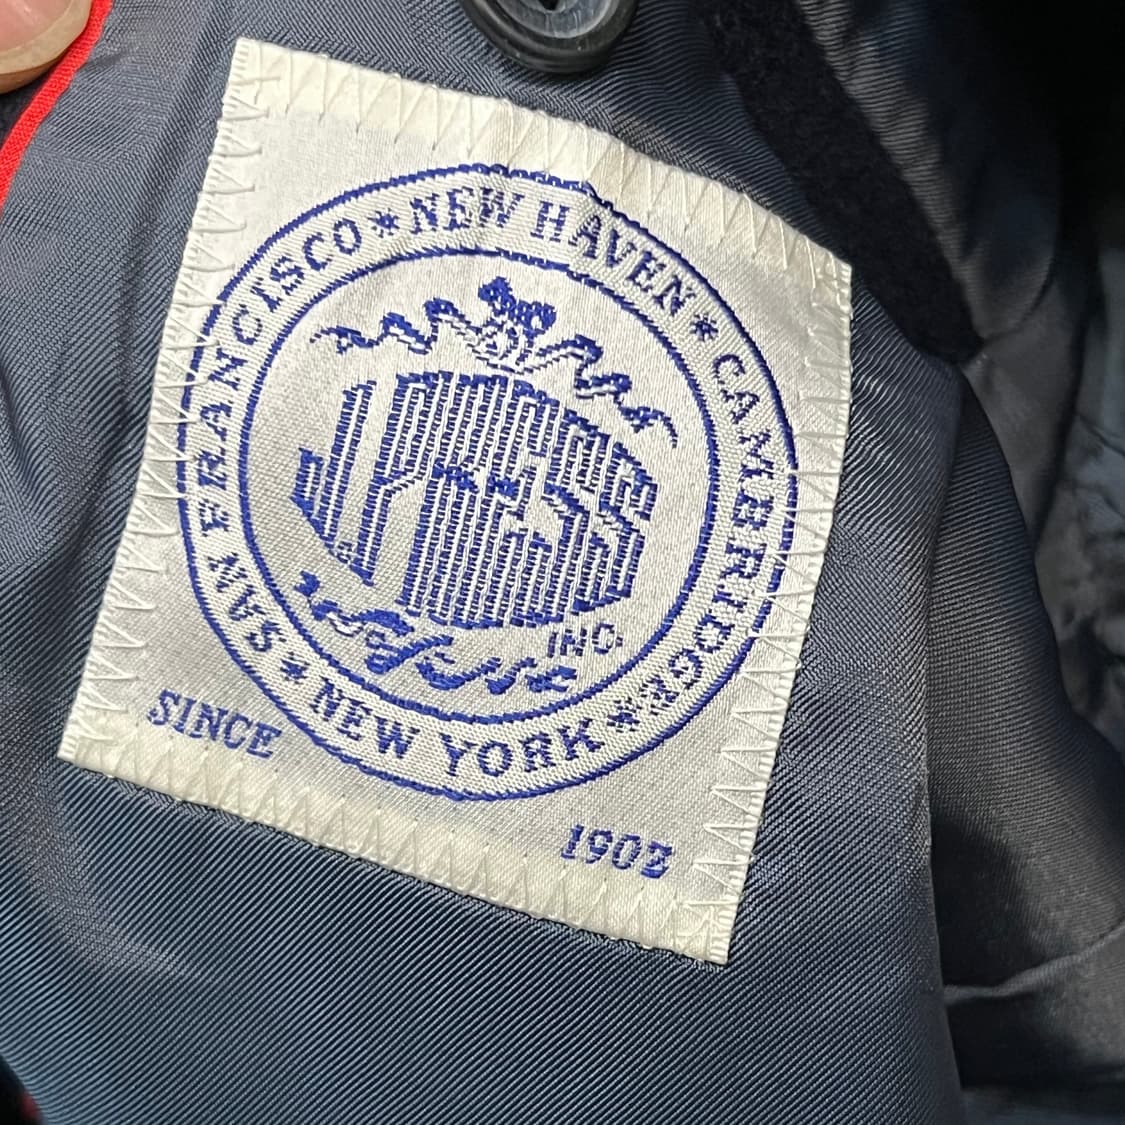 SAN FRANCISCO * NEW HAVEN * CAMBRIDGE * NEW YORK *
J. PRESS
INC.
SINCE
1902